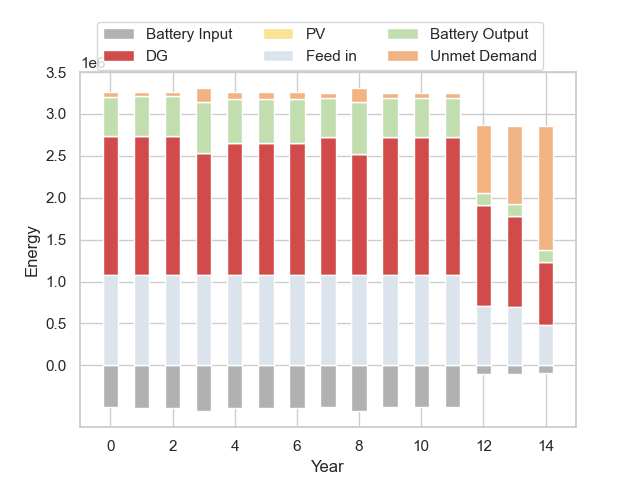 Battery Input PV Battery Output
DG Feed in Unmet Demand
1e6
3.5
3.0
2.5
2.0
1.5
1.0
0.5
0.0
Energy
0 2 4 6 8 10 12 14
Year